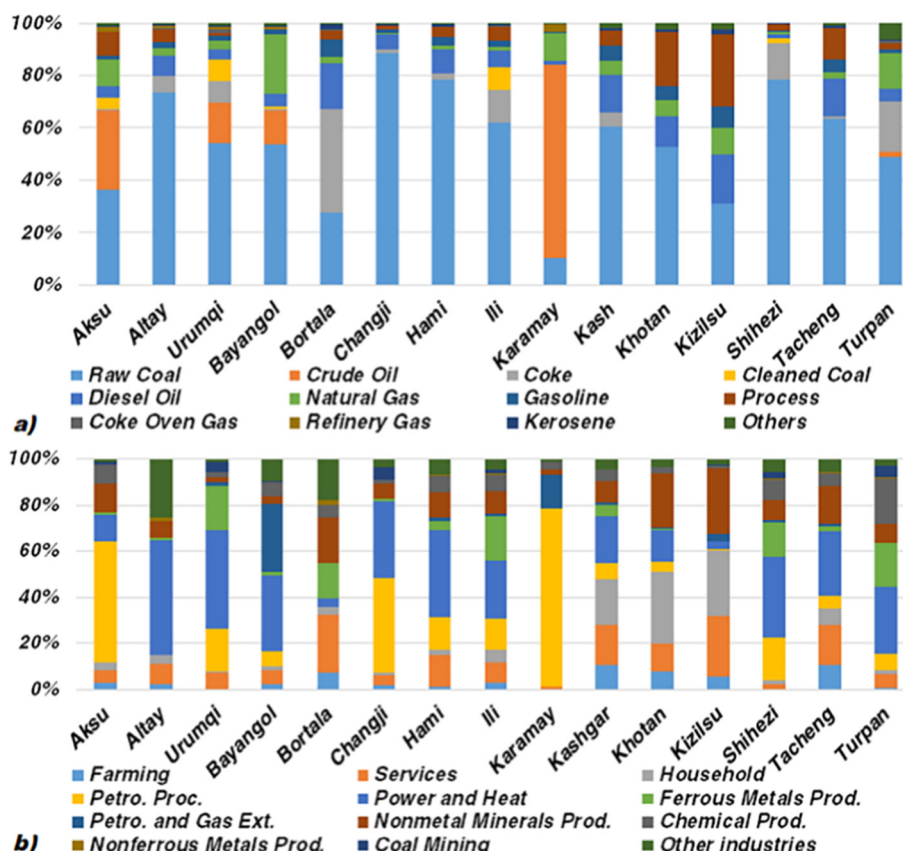 100%
80%
60%
40%
20%
0%
Aksu Altay Urumqi Bayangol Bortala Changji Hami Ili Karamay Kash Khotan Kizilsu Shihezi Tacheng Turpan
Raw Coal Crude Oil Coke Cleaned Coal
Diesel Oil Natural Gas Gasoline Process
a) Coke Oven Gas Refinery Gas Kerosene Others
100%
80%
60%
40%
20%
0%
Aksu Altay Urumqi Bayangol Bortala Changji Hami Ili Karamay Kashgar Khotan Kizilsu Shihezi Tacheng Turpan
Farming Services Household
Petro. Proc. Power and Heat Ferrous Metals Prod.
Petro. and Gas Ext. Nonmetal Minerals Prod. Chemical Prod.
b) Nonferrous Metals Prod. Coal Mining Other industries